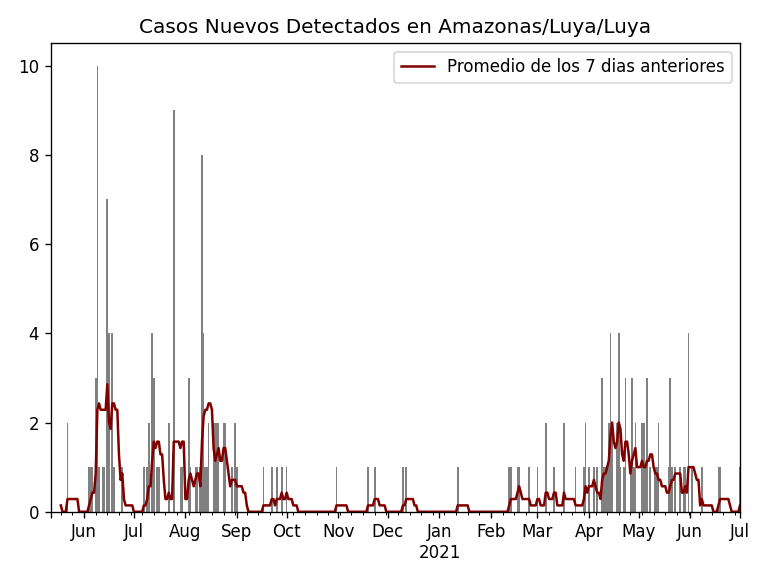 Casos Nuevos Detectados en Amazonas/Luya/Luya
Promedio de los 7 dias anteriores
10
8
6
4
2
0
Jun Jul Aug Sep Oct Nov Dec Jan Feb Mar Apr May Jun Jul
2021